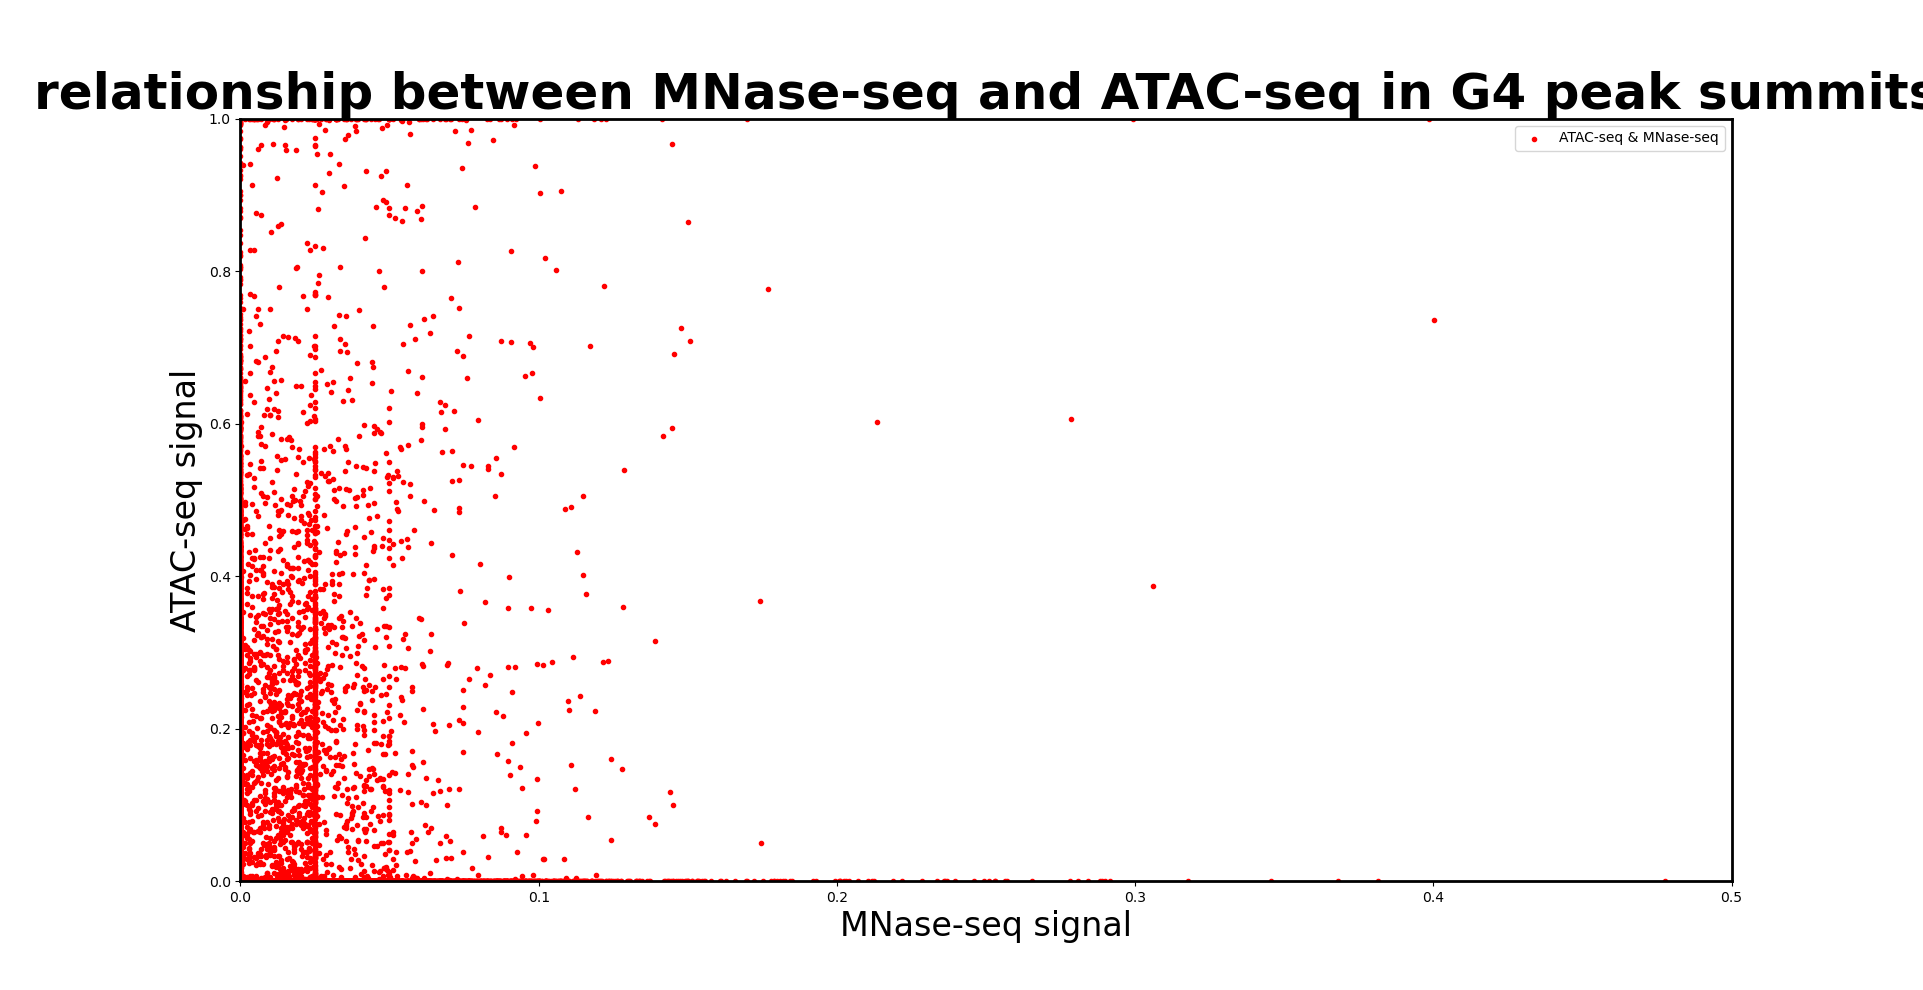 relationship between MNase-seq and ATAC-seq in G4 peak summits
ATAC-seq & MNase-seq
ATAC-seq signal
1.0
0.8
0.6
0.4
0.2
0.0
0.0 0.1 0.2 0.3 0.4 0.5
MNase-seq signal